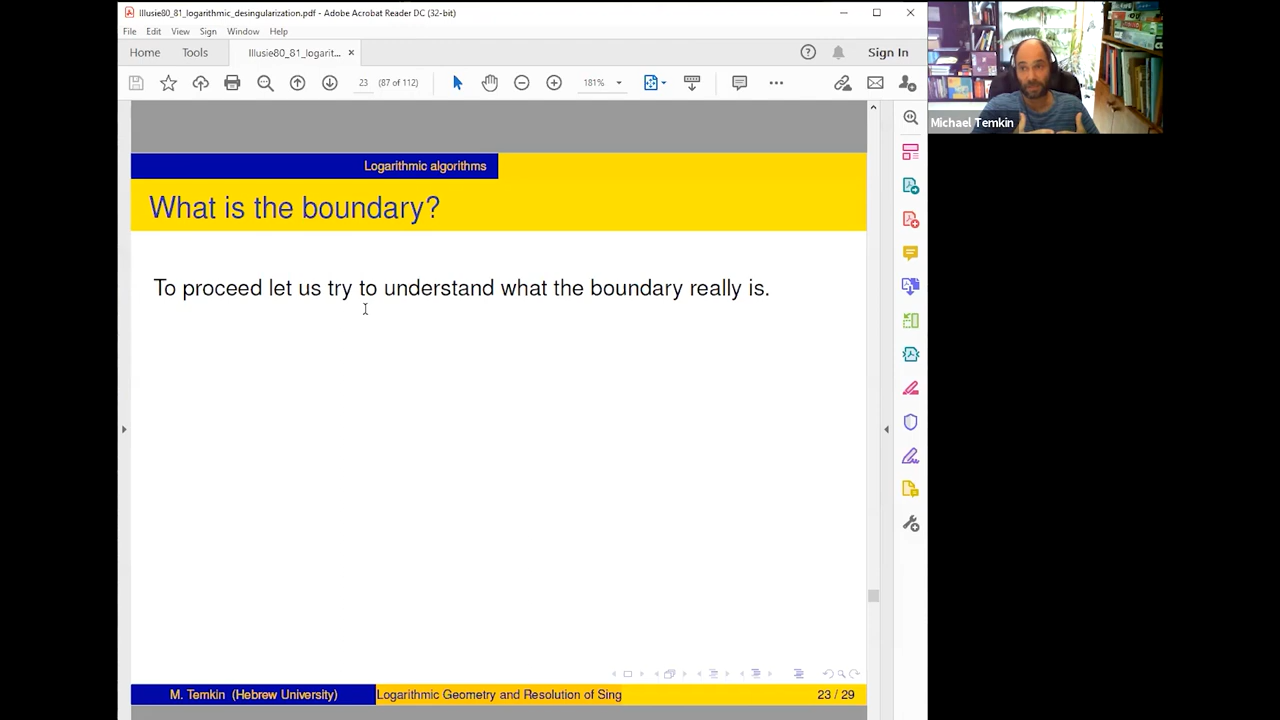 Illusie80_81_logarithmic_desingularization.pdf - Adobe Acrobat Reader DC (32-bit)
File Edit View Sign Window Help
Home Tools Illusie80_81_logarit... × Sign In
23 (87 of 112) 181%
Michael Temkin
Logarithmic algorithms
What is the boundary?
To proceed let us try to understand what the boundary really is.
M. Temkin (Hebrew University) Logarithmic Geometry and Resolution of Sing 23 / 29